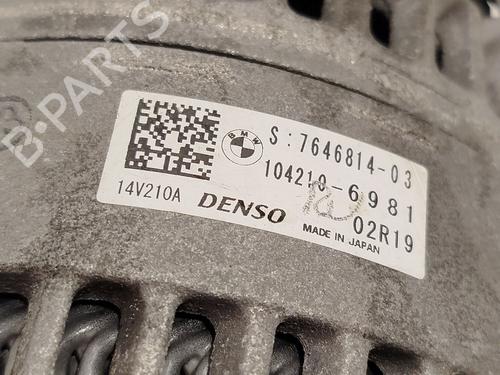 B-PARTS
BMW
S:7646814-03
104210-6981
14V210A DENSO 02R19
MADE IN JAPAN